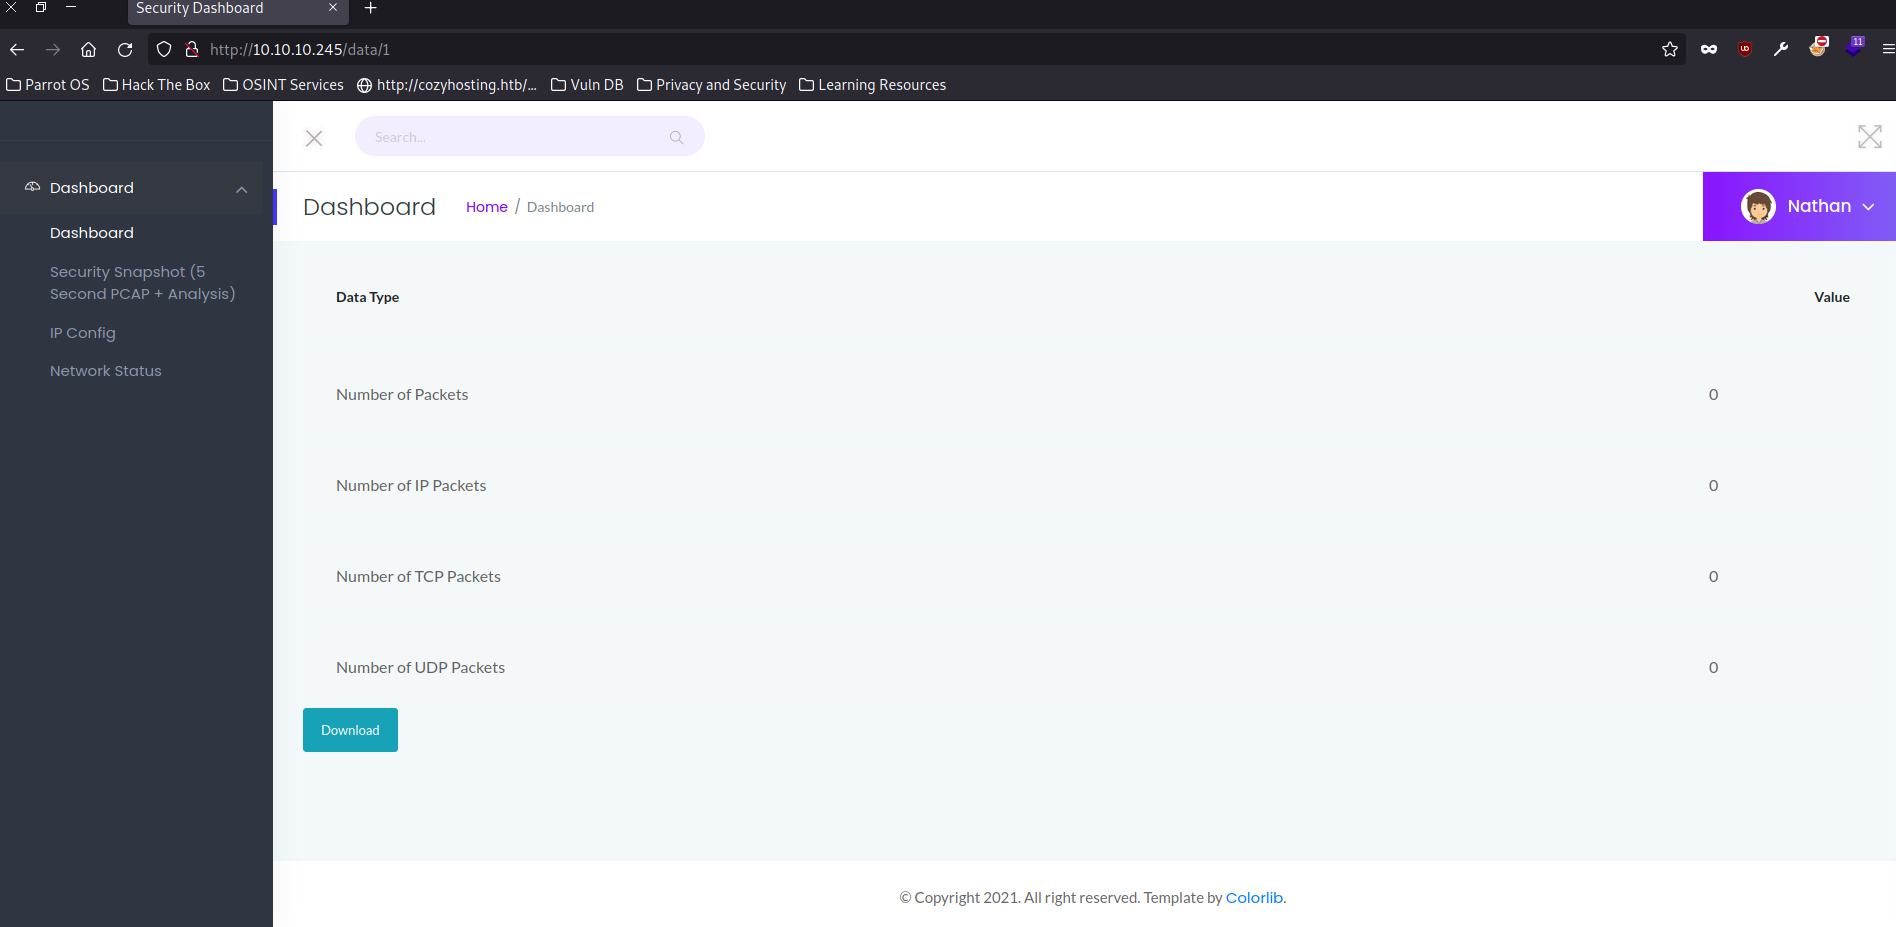 Security Dashboard
http://10.10.10.245/data/1
11
Parrot OS Hack The Box OSINT Services http://cozyhosting.htb/... Vuln DB Privacy and Security Learning Resources
Search...
Dashboard
Dashboard
Security Snapshot (5
Second PCAP + Analysis)
IP Config
Network Status
Dashboard Home / Dashboard
Nathan
Data Type Value
Number of Packets 0
Number of IP Packets 0
Number of TCP Packets 0
Number of UDP Packets 0
Download
© Copyright 2021. All right reserved. Template by Colorlib.